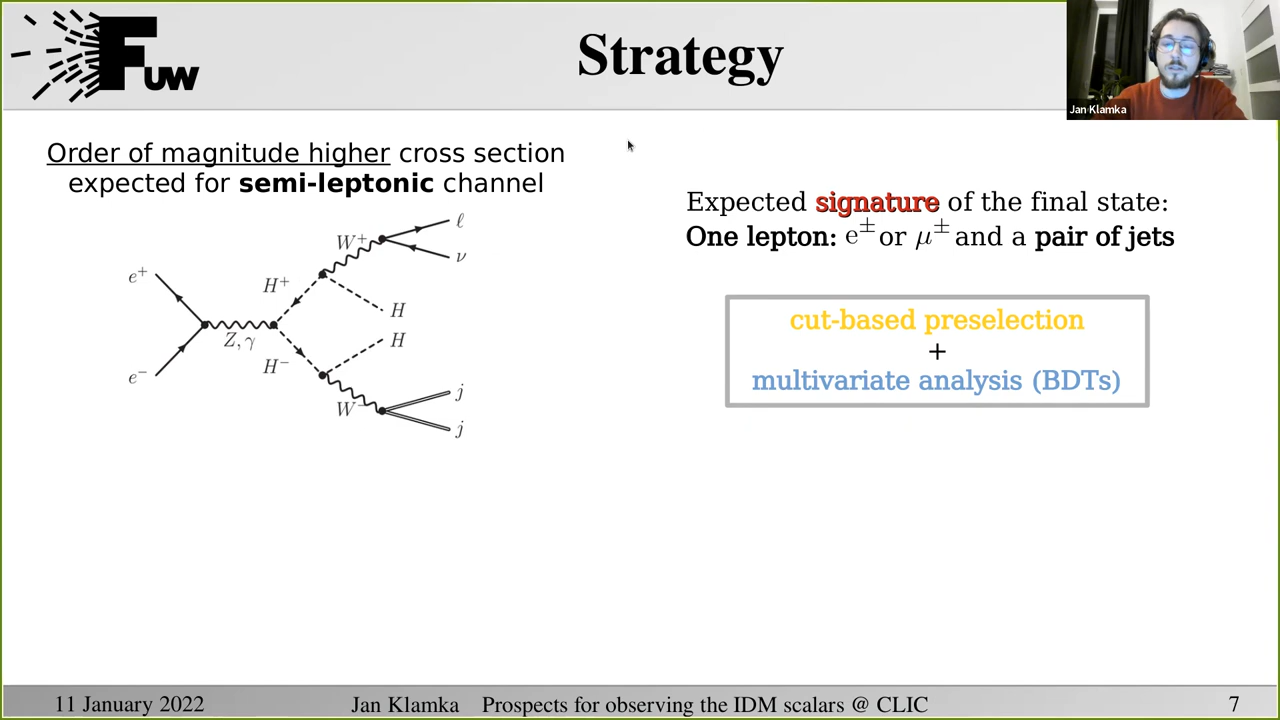 FUW
Strategy
Jan Klamka
Order of magnitude higher cross section
expected for semi-leptonic channel
Expected signature of the final state:
One lepton: e± or μ± and a pair of jets
cut-based preselection
+
multivariate analysis (BDTs)
e+
e−
Z, γ
H+
H−
W+
W−
H
H
ℓ
ν
j
j
11 January 2022
Jan Klamka Prospects for observing the IDM scalars @ CLIC
7